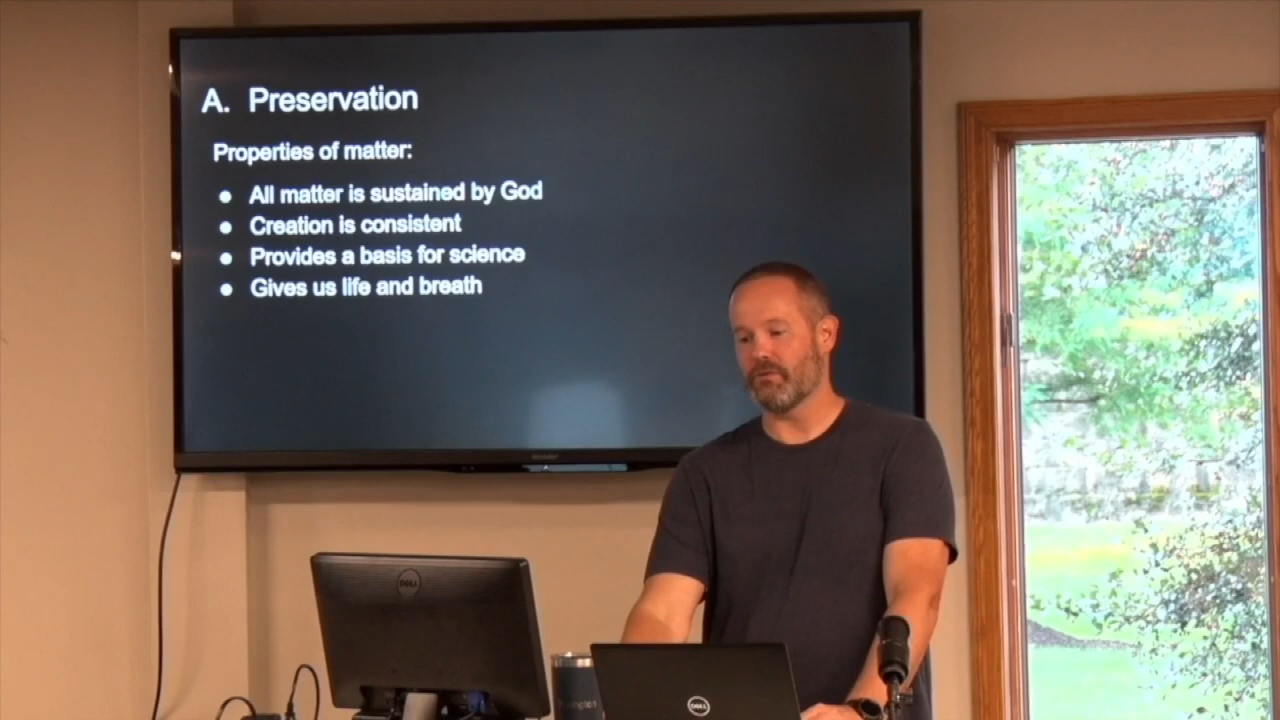 A. Preservation
Properties of matter:
● All matter is sustained by God
● Creation is consistent
● Provides a basis for science
● Gives us life and breath
DELL
DELL